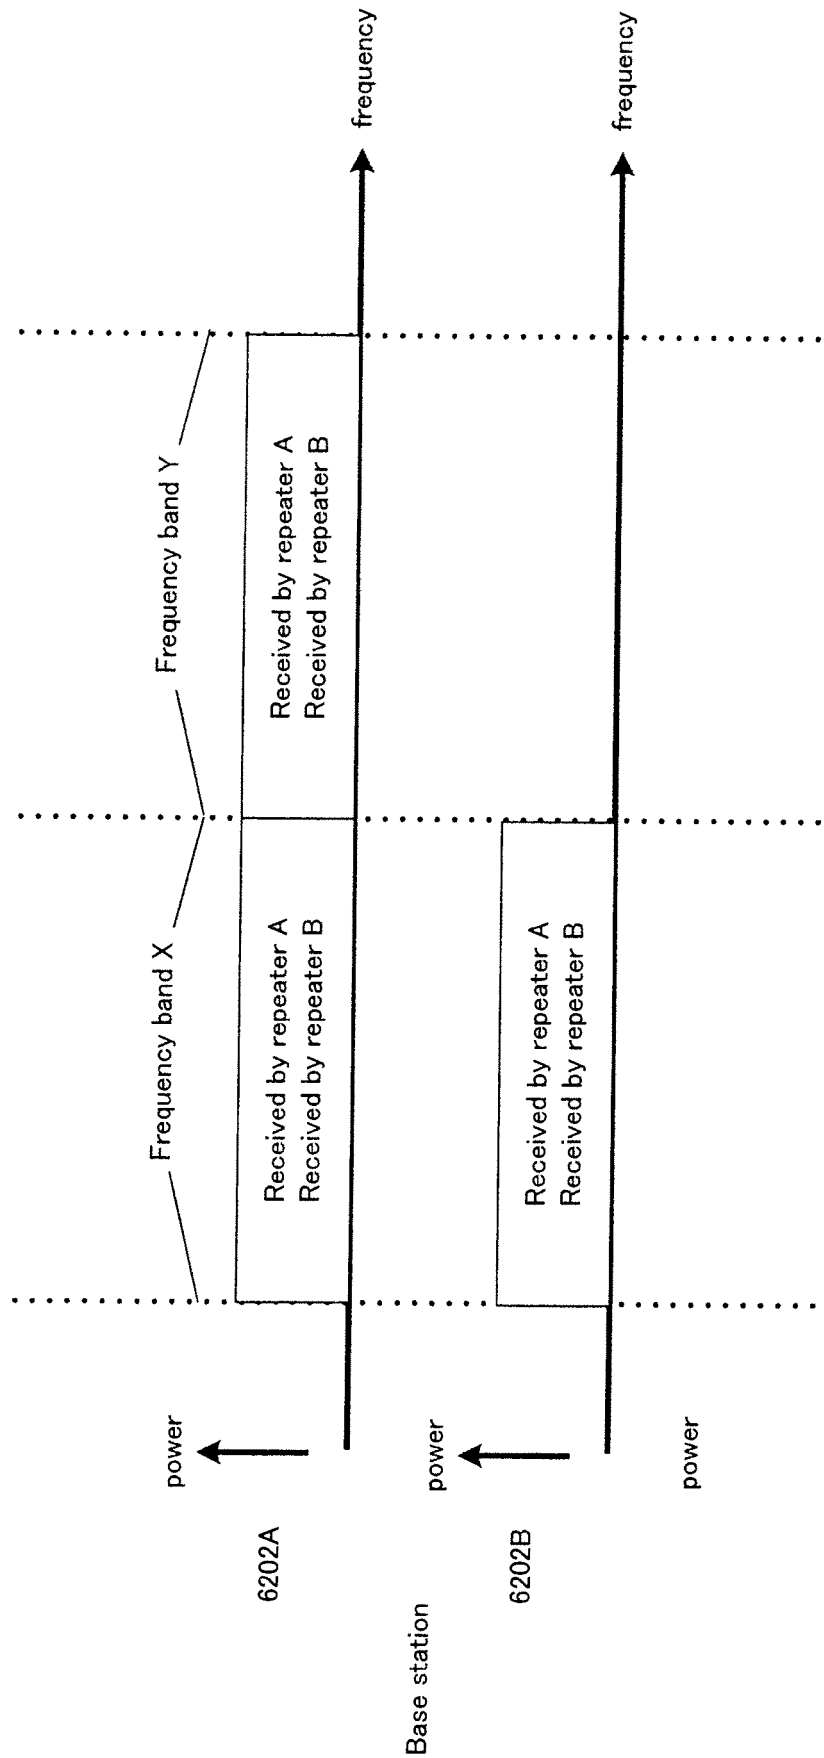 Frequency band X
Frequency band Y
power
6202A
Received by repeater A
Received by repeater B
Received by repeater A
Received by repeater B
frequency
Base station
power
6202B
Received by repeater A
Received by repeater B
frequency
power